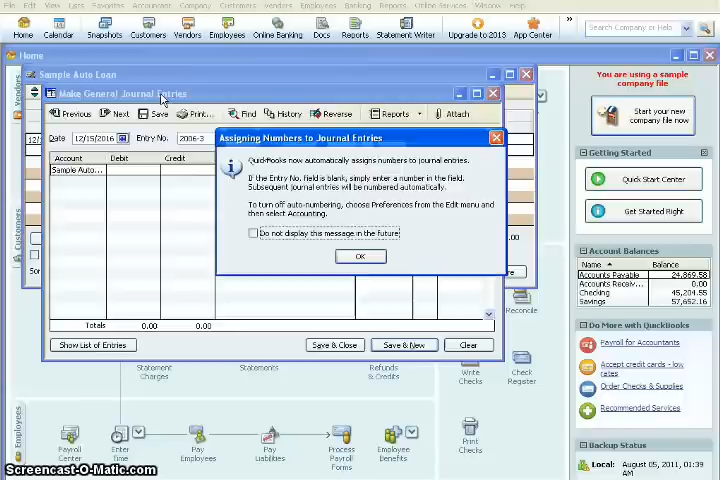 File Edit View Lists Favorites Accountant Company Customers Vendors Employees Banking Reports Online Services Window Help
Home Calendar Snapshots Customers Vendors Employees Online Banking Docs Reports Statement Writer Upgrade to 2013 App Center
Search Company or Help
Home
Vendors
Sample Auto Loan
Make General Journal Entries
Previous Next Save Print... Find History Reverse Reports Attach
Date 12/15/2016 Entry No. 2006-3
Account Debit Credit
Sample Auto...
Totals 0.00 0.00
Save & Close Save & New Clear
Show List of Entries
Assigning Numbers to Journal Entries
QuickBooks now automatically assigns numbers to journal entries.
If the Entry No. field is blank, simply enter a number in the field.
Subsequent journal entries will be numbered automatically.
To turn off auto-numbering, choose Preferences from the Edit menu and
then select Accounting.
Do not display this message in the future
OK
Customers
Reconcile
Statement
Charges
Refunds
& Credits
Write
Checks
Check
Register
Employees
Payroll
Center
Enter
Time
Pay
Employees
Pay
Liabilities
Process
Payroll
Forms
Employee
Benefits
Print
Checks
You are using a sample
company file
Start your new
company file now
Getting Started
Quick Start Center
Get Started Right
Account Balances
Name Balance
Accounts Payable 24,869.58
Accounts Receiv... 0.00
Checking 45,204.55
Savings 57,652.16
Do More with QuickBooks
Payroll for Accountants
Accept credit cards - low
rates
Order Checks & Supplies
Recommended Services
Backup Status
Local: August 05, 2011, 01:39
AM
Screencast-O-Matic.com